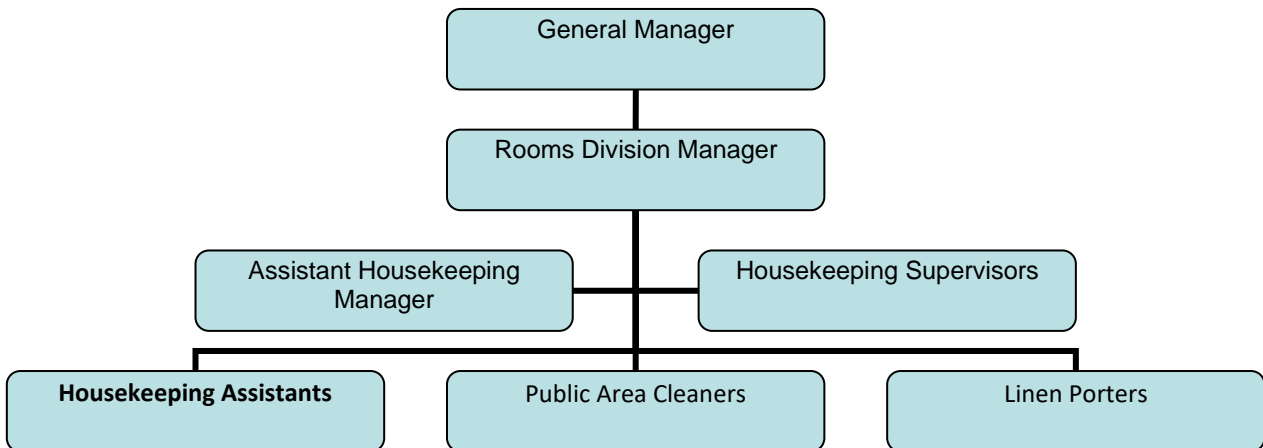 General Manager
Rooms Division Manager
Assistant Housekeeping
Manager
Housekeeping Supervisors
Housekeeping Assistants
Public Area Cleaners
Linen Porters